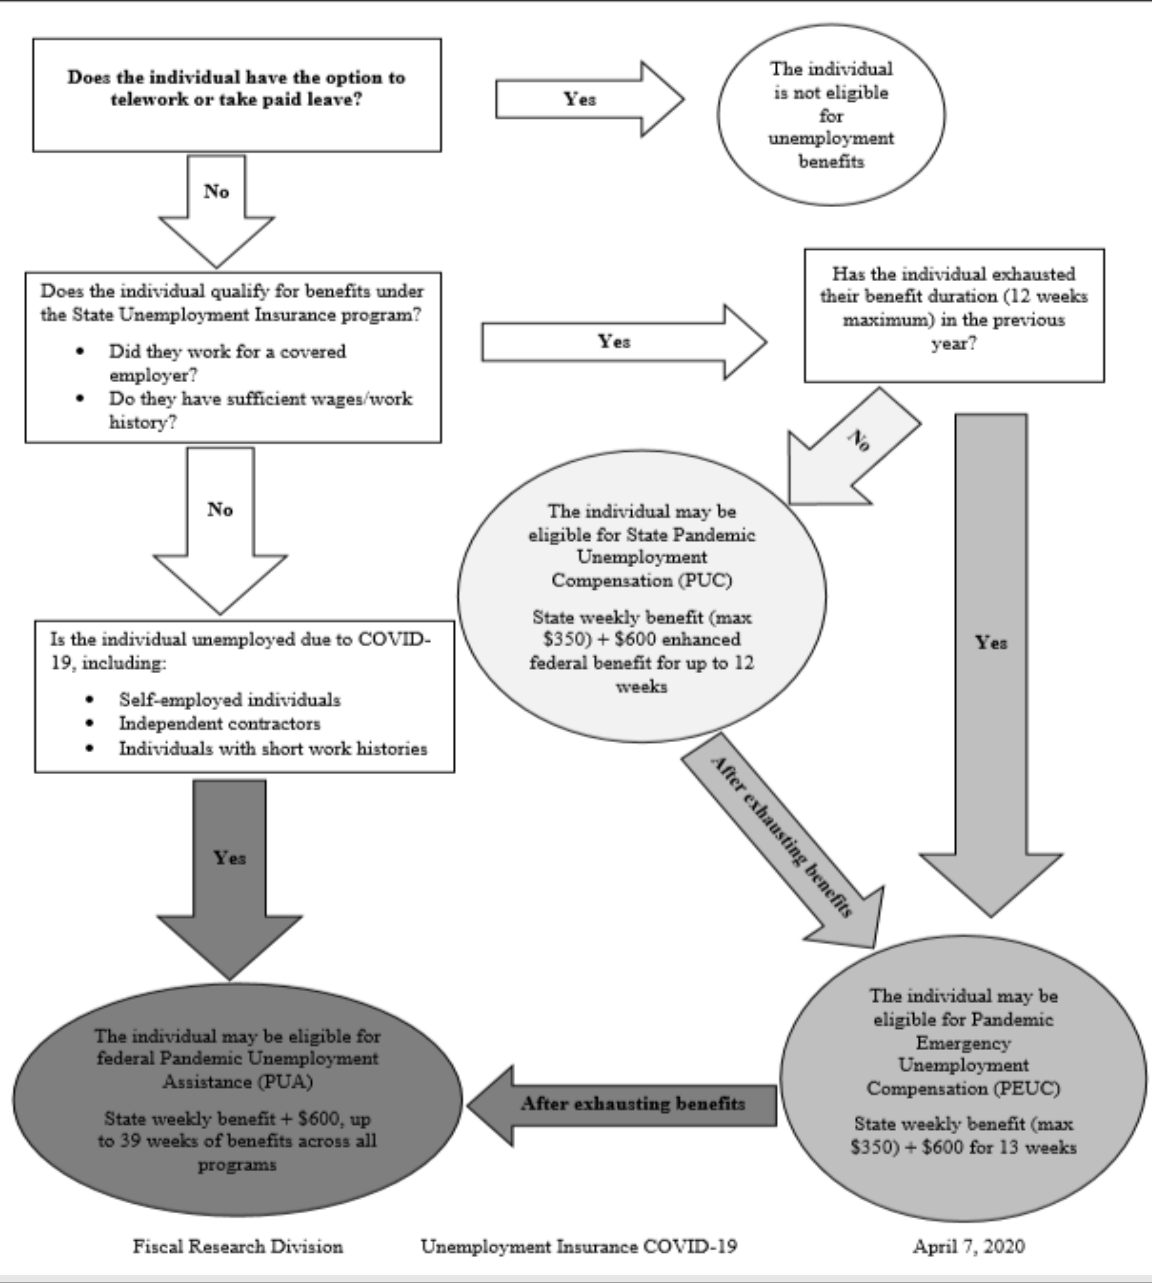 Does the individual have the option to
telework or take paid leave?
Yes
The individual
is not eligible
for
unemployment
benefits
No
Does the individual qualify for benefits under
the State Unemployment Insurance program?
• Did they work for a covered
employer?
• Do they have sufficient wages/work
history?
Yes
Has the individual exhausted
their benefit duration (12 weeks
maximum) in the previous
year?
No
No
The individual may be
eligible for State Pandemic
Unemployment
Compensation (PUC)
State weekly benefit (max
$350) + $600 enhanced
federal benefit for up to 12
weeks
Yes
Is the individual unemployed due to COVID-
19, including:
• Self-employed individuals
• Independent contractors
• Individuals with short work histories
After exhausting benefits
Yes
The individual may be eligible for
federal Pandemic Unemployment
Assistance (PUA)
State weekly benefit + $600, up
to 39 weeks of benefits across all
programs
After exhausting benefits
The individual may be
eligible for Pandemic
Emergency
Unemployment
Compensation (PEUC)
State weekly benefit (max
$350) + $600 for 13 weeks
Fiscal Research Division
Unemployment Insurance COVID-19
April 7, 2020